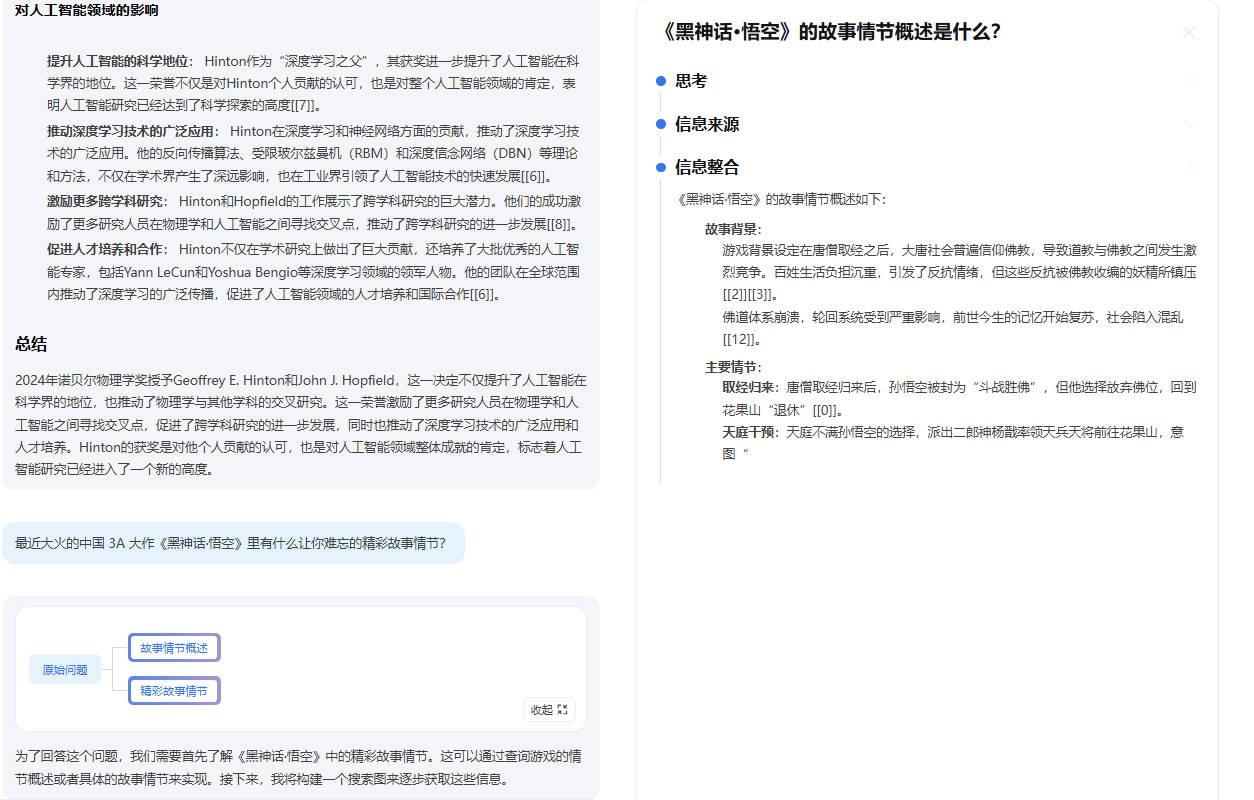 对人工智能领域的影响
提升人工智能的科学地位： Hinton作为“深度学习之父”，其获奖进一步提升了人工智能在科
学界的地位。这一荣誉不仅是对Hinton个人贡献的认可，也是对整个人工智能领域的肯定，表
明人工智能研究已经达到了科学探索的高度[[7]]。
推动深度学习技术的广泛应用： Hinton在深度学习和神经网络方面的贡献，推动了深度学习技
术的广泛应用。他的反向传播算法、受限玻尔兹曼机（RBM）和深度信念网络（DBN）等理论
和方法，不仅在学术界产生了深远影响，也在工业界引领了人工智能技术的快速发展[[6]]。
激励更多跨学科研究： Hinton和Hopfield的工作展示了跨学科研究的巨大潜力。他们的成功激
励了更多研究人员在物理学和人工智能之间寻找交叉点，推动了跨学科研究的进一步发展[[8]]。
促进人才培养和合作： Hinton不仅在学术研究上做出了巨大贡献，还培养了大批优秀的人工智
能专家，包括Yann LeCun和Yoshua Bengio等深度学习领域的领军人物。他的团队在全球范围
内推动了深度学习的广泛传播，促进了人工智能领域的人才培养和国际合作[[6]]。
总结
2024年诺贝尔物理学奖授予Geoffrey E. Hinton和John J. Hopfield，这一决定不仅提升了人工智能在
科学界的地位，也推动了物理学与其他学科的交叉研究。这一荣誉激励了更多研究人员在物理学和人
工智能之间寻找交叉点，促进了跨学科研究的进一步发展，同时也推动了深度学习技术的广泛应用和
人才培养。Hinton的获奖是对他个人贡献的认可，也是对人工智能领域整体成就的肯定，标志着人工
智能研究已经进入了一个新的高度。
最近大火的中国 3A 大作《黑神话·悟空》里有什么让你难忘的精彩故事情节？
原始问题
故事情节概述
精彩故事情节
收起
为了回答这个问题，我们需要首先了解《黑神话·悟空》中的精彩故事情节。这可以通过查询游戏的情
节概述或者具体的故事情节来实现。接下来，我将构建一个搜索图来逐步获取这些信息。
《黑神话·悟空》的故事情节概述是什么？
思考
信息来源
信息整合
《黑神话·悟空》的故事情节概述如下：
故事背景：
游戏背景设定在唐僧取经之后，大唐社会普遍信仰佛教，导致道教与佛教之间发生激
烈竞争。百姓生活负担沉重，引发了反抗情绪，但这些反抗被佛教收编的妖精所镇压
[[2]][[3]]。
佛道体系崩溃，轮回系统受到严重影响，前世今生的记忆开始复苏，社会陷入混乱
[[12]]。
主要情节：
取经归来：唐僧取经归来后，孙悟空被封为“斗战胜佛”，但他选择放弃佛位，回到
花果山“退休”[[0]]。
天庭干预：天庭不满孙悟空的选择，派出二郎神杨戬率领天兵天将前往花果山，意
图“